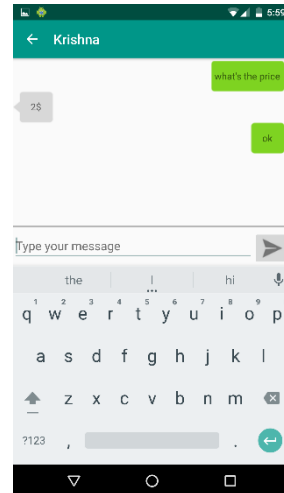 5:59
Krishna
what's the price
2$
ok
Type your message
the I hi
1 2 3 4 5 6 7 8 9
q w e r t y u i o p
a s d f g h j k l
z x c v b n m
?123 , .